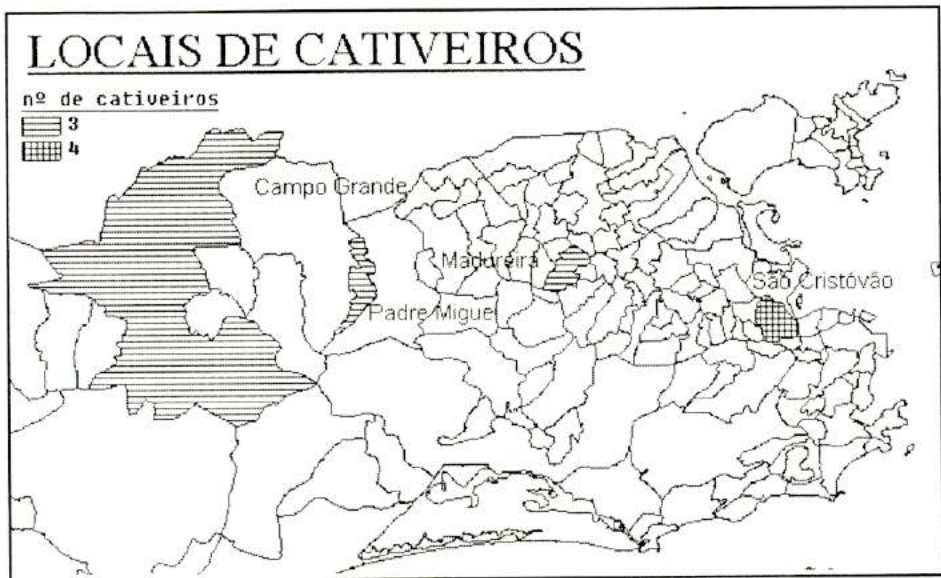 LOCAIS DE CATIVEIROS
nº de cativeiros
3
4
Campo Grande
Madureira
São Cristóvão
Padre Miguel